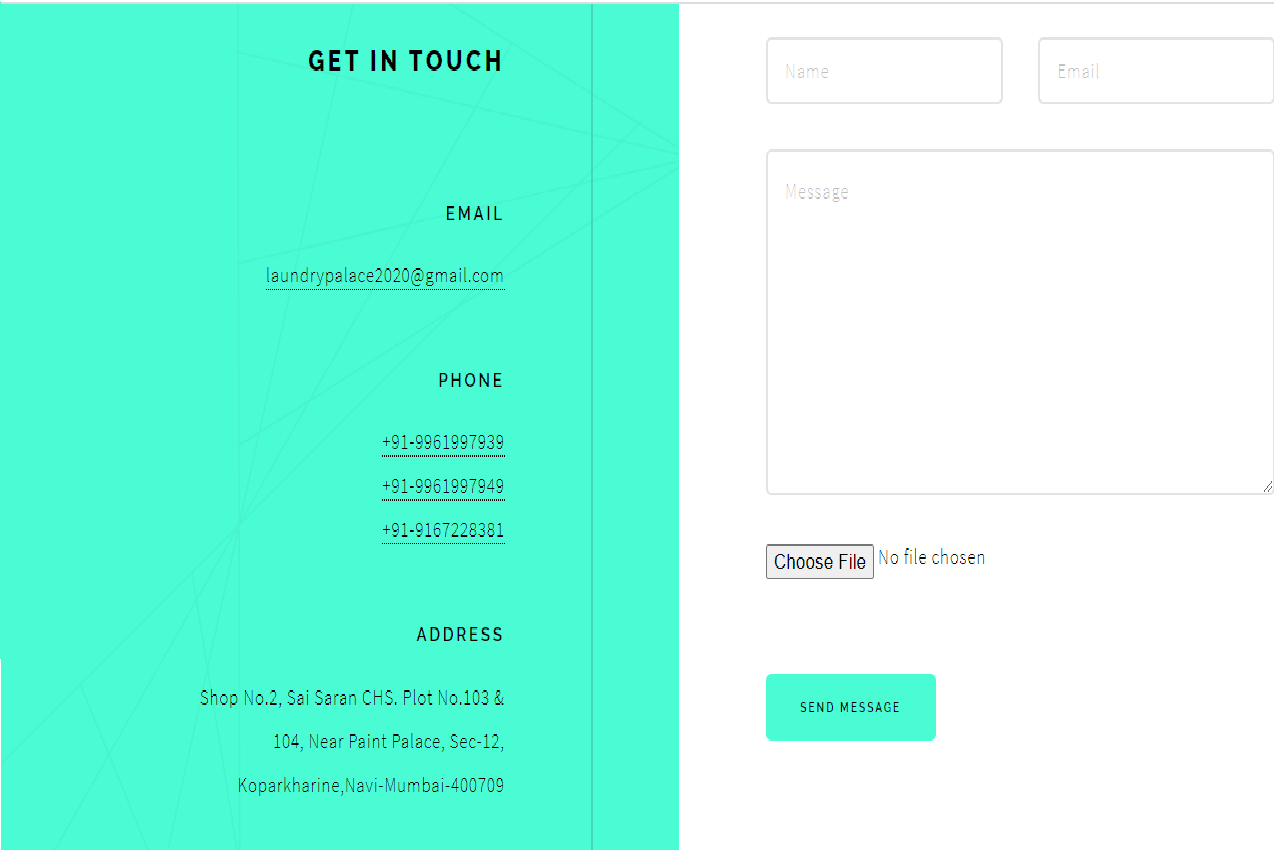 GET IN TOUCH
EMAIL
laundrypalace2020@gmail.com
PHONE
+91-9961997939
+91-9961997949
+91-9167228381
ADDRESS
Shop No.2, Sai Saran CHS. Plot No.103 &
104, Near Paint Palace, Sec-12,
Koparkharine,Navi-Mumbai-400709
Name
Email
Message
Choose File No file chosen
SEND MESSAGE